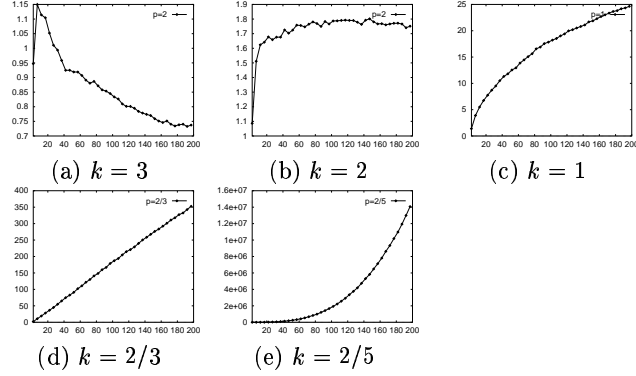 1.15
1.1
1.05
1
0.95
0.9
0.85
0.8
0.75
0.7
p=2
20 40 60 80 100 120 140 160 180 200
(a) k = 3
2
1.9
1.8
1.7
1.6
1.5
1.4
1.3
1.2
1.1
1
p=2
20 40 60 80 100 120 140 160 180 200
(b) k = 2
25
20
15
10
5
0
p=1
20 40 60 80 100 120 140 160 180 200
(c) k = 1
400
350
300
250
200
150
100
50
0
p=2/3
20 40 60 80 100 120 140 160 180 200
(d) k = 2/3
1.6e+07
1.4e+07
1.2e+07
1e+07
8e+06
6e+06
4e+06
2e+06
0
p=2/5
20 40 60 80 100 120 140 160 180 200
(e) k = 2/5